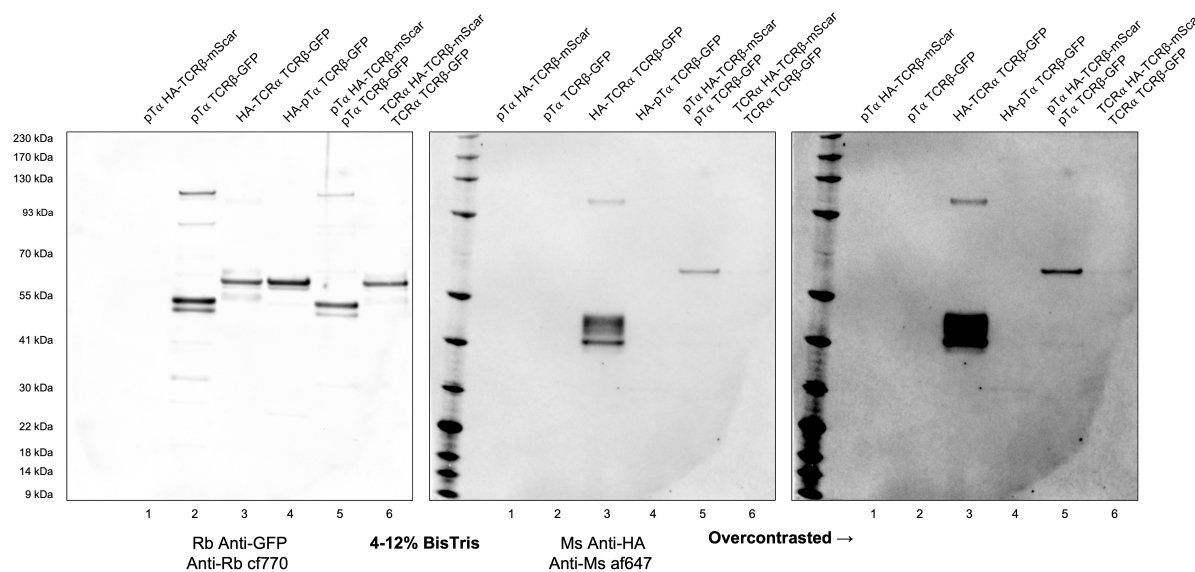 pTα HA-TCRβ-mScar
pTα TCRβ-GFP
HA-TCRα TCRβ-GFP
HA-pTα TCRβ-GFP
pTα HA-TCRβ-mScar
pTα TCRβ-GFP
TCRα HA-TCRβ-mScar
TCRα TCRβ-GFP
pTα HA-TCRβ-mScar
pTα TCRβ-GFP
HA-TCRα TCRβ-GFP
HA-pTα TCRβ-GFP
pTα HA-TCRβ-mScar
pTα TCRβ-GFP
TCRα HA-TCRβ-mScar
TCRα TCRβ-GFP
pTα HA-TCRβ-mScar
pTα TCRβ-GFP
HA-TCRα TCRβ-GFP
HA-pTα TCRβ-GFP
pTα HA-TCRβ-mScar
pTα TCRβ-GFP
TCRα HA-TCRβ-mScar
TCRα TCRβ-GFP
230 kDa
170 kDa
130 kDa
93 kDa
70 kDa
55 kDa
41 kDa
30 kDa
22 kDa
18 kDa
14 kDa
9 kDa
1 2 3 4 5 6
1 2 3 4 5 6
1 2 3 4 5 6
Rb Anti-GFP
Anti-Rb cf770
4-12% BisTris
Ms Anti-HA
Anti-Ms af647
Overcontrasted →